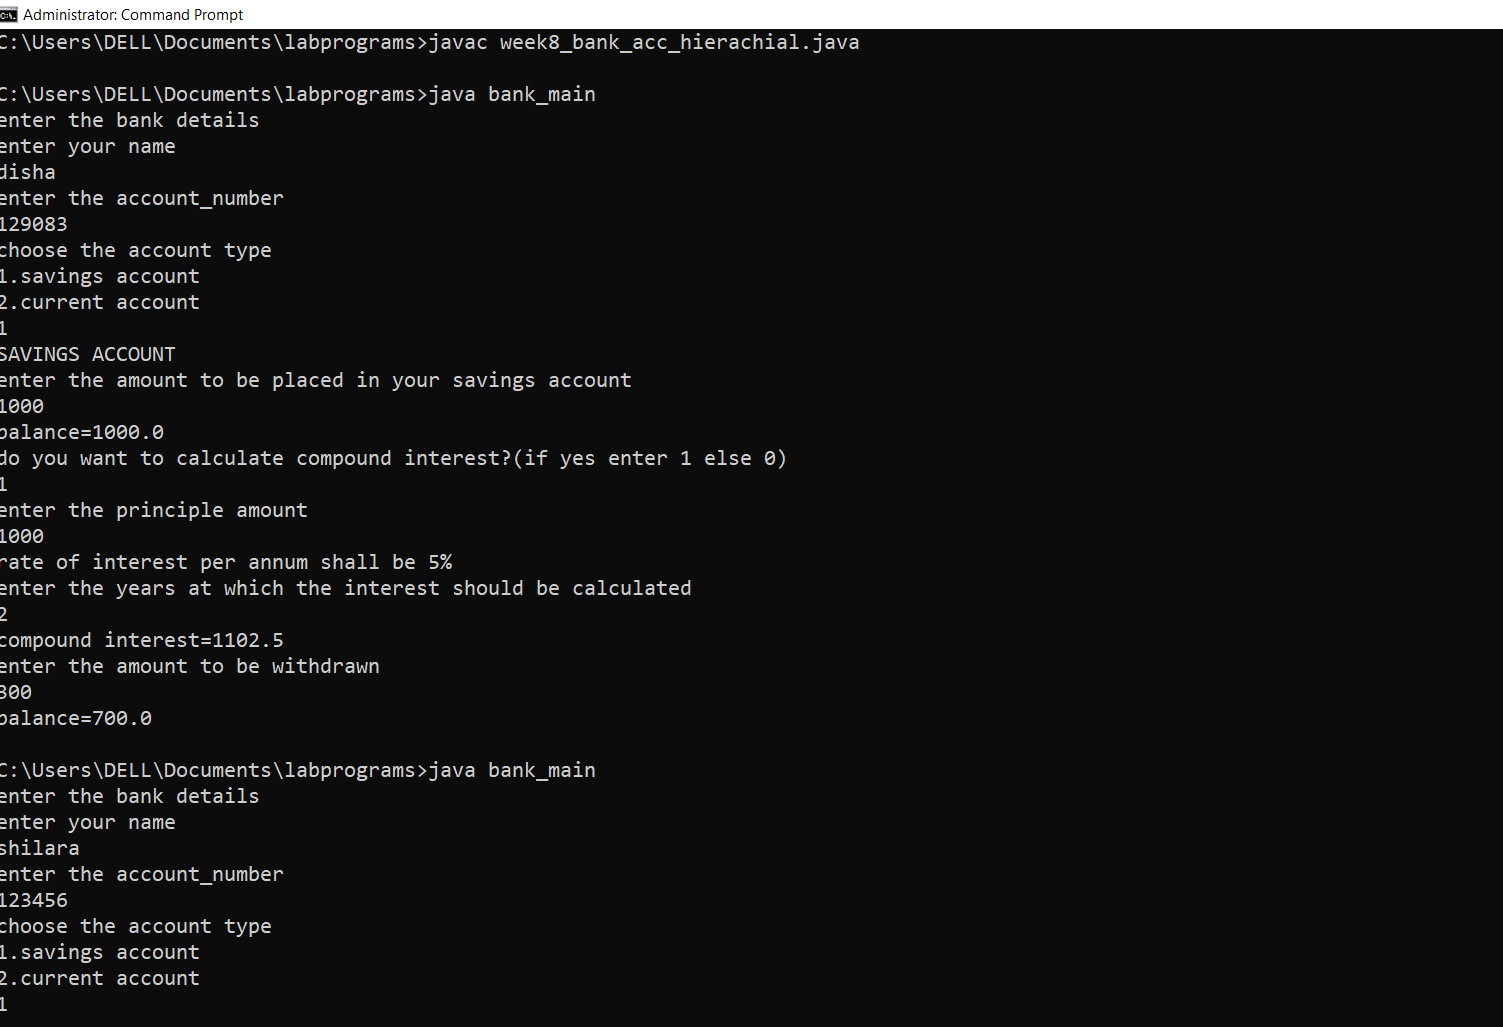 Administrator: Command Prompt
C:\Users\DELL\Documents\labprograms>javac week8_bank_acc_hierachial.java
C:\Users\DELL\Documents\labprograms>java bank_main
enter the bank details
enter your name
disha
enter the account_number
129083
choose the account type
1.savings account
2.current account
1
SAVINGS ACCOUNT
enter the amount to be placed in your savings account
1000
balance=1000.0
do you want to calculate compound interest?(if yes enter 1 else 0)
1
enter the principle amount
1000
rate of interest per annum shall be 5%
enter the years at which the interest should be calculated
2
compound interest=1102.5
enter the amount to be withdrawn
300
balance=700.0
C:\Users\DELL\Documents\labprograms>java bank_main
enter the bank details
enter your name
shilara
enter the account_number
123456
choose the account type
1.savings account
2.current account
1